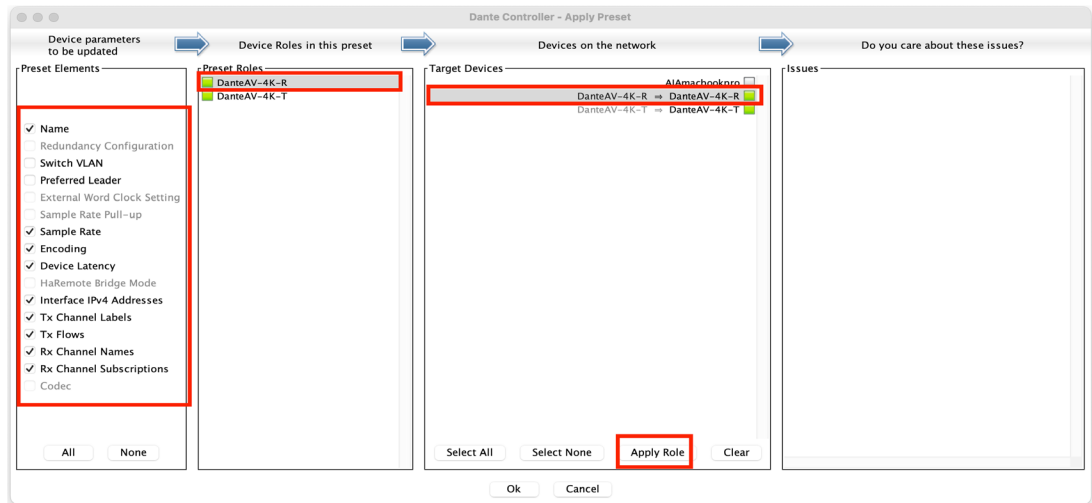 Dante Controller - Apply Preset
Device parameters
to be updated
Device Roles in this preset
Devices on the network
Do you care about these issues?
Preset Elements
Name
Redundancy Configuration
Switch VLAN
Preferred Leader
External Word Clock Setting
Sample Rate Pull-up
Sample Rate
Encoding
Device Latency
HaRemote Bridge Mode
Interface IPv4 Addresses
Tx Channel Labels
Tx Flows
Rx Channel Names
Rx Channel Subscriptions
Codec
All None
Preset Roles
DanteAV-4K-R
DanteAV-4K-T
Target Devices
AIAmacbookpro
DanteAV-4K-R ⇒ DanteAV-4K-R
DanteAV-4K-T ⇒ DanteAV-4K-T
Select All Select None Apply Role Clear
Issues
Ok Cancel